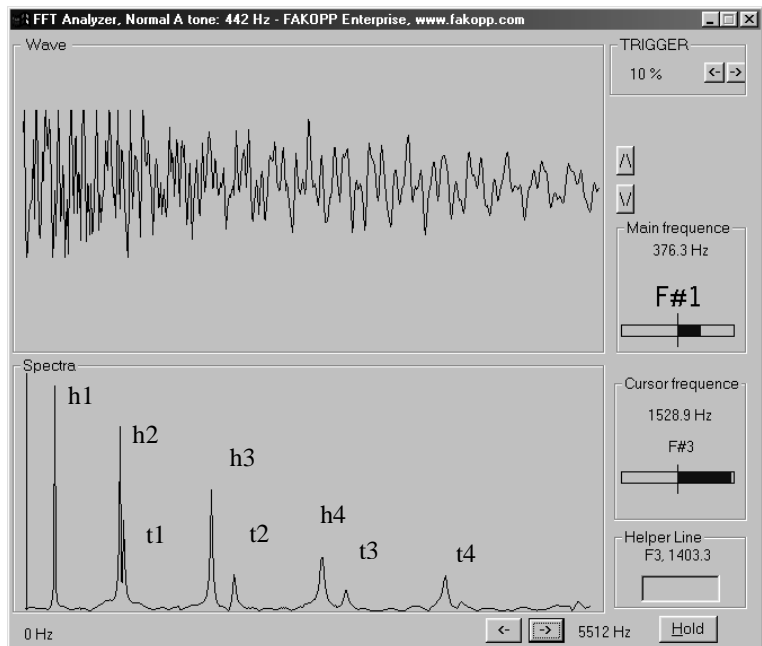 FFT Analyzer, Normal A tone: 442 Hz - FAKOPP Enterprise, www.fakopp.com
Wave
TRIGGER
10 %
<- ->
/\
\/
Main frequence
376.3 Hz
F#1
Spectra
h1
h2
t1
h3
t2
h4
t3
t4
Cursor frequence
1528.9 Hz
F#3
Helper Line
F3, 1403.3
0 Hz
<- ->
5512 Hz
Hold